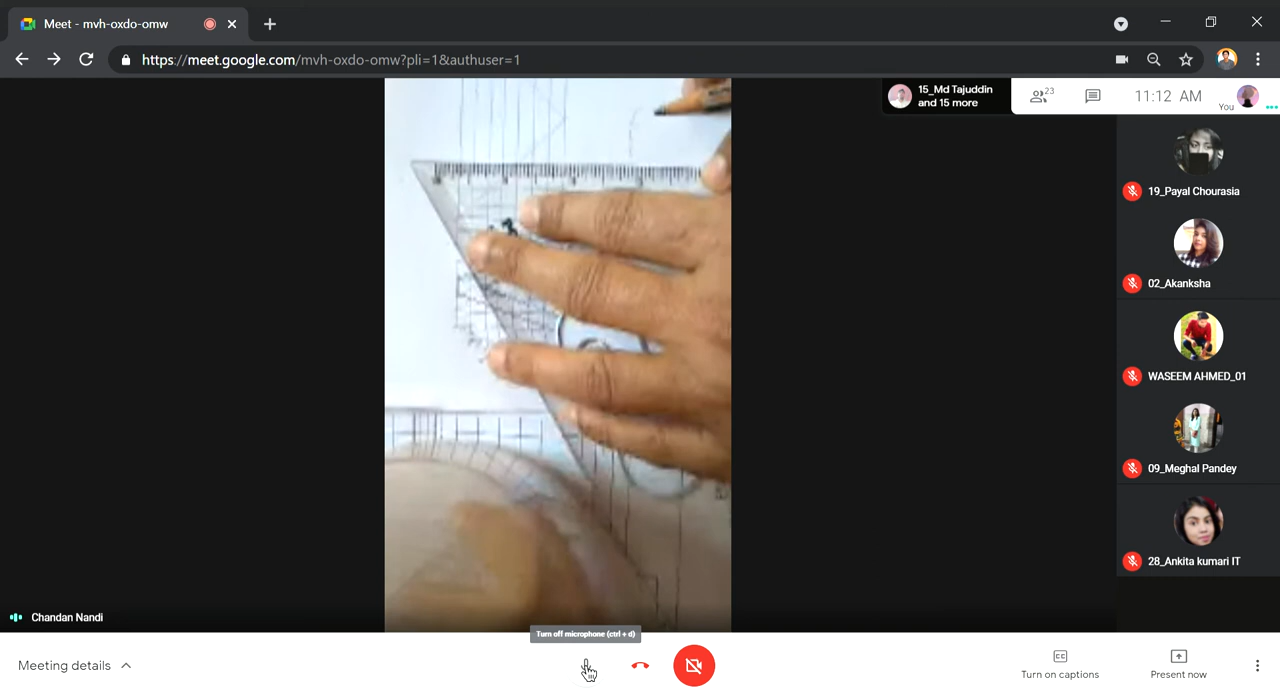 Meet - mvh-oxdo-omw
https://meet.google.com/mvh-oxdo-omw?pli=1&authuser=1
15_Md Tajuddin
and 15 more
23
11:12 AM
You
19_Payal Chourasia
02_Akanksha
WASEEM AHMED_01
09_Meghal Pandey
28_Ankita kumari IT
Chandan Nandi
Turn off microphone (ctrl + d)
Meeting details
CC
Turn on captions
Present now